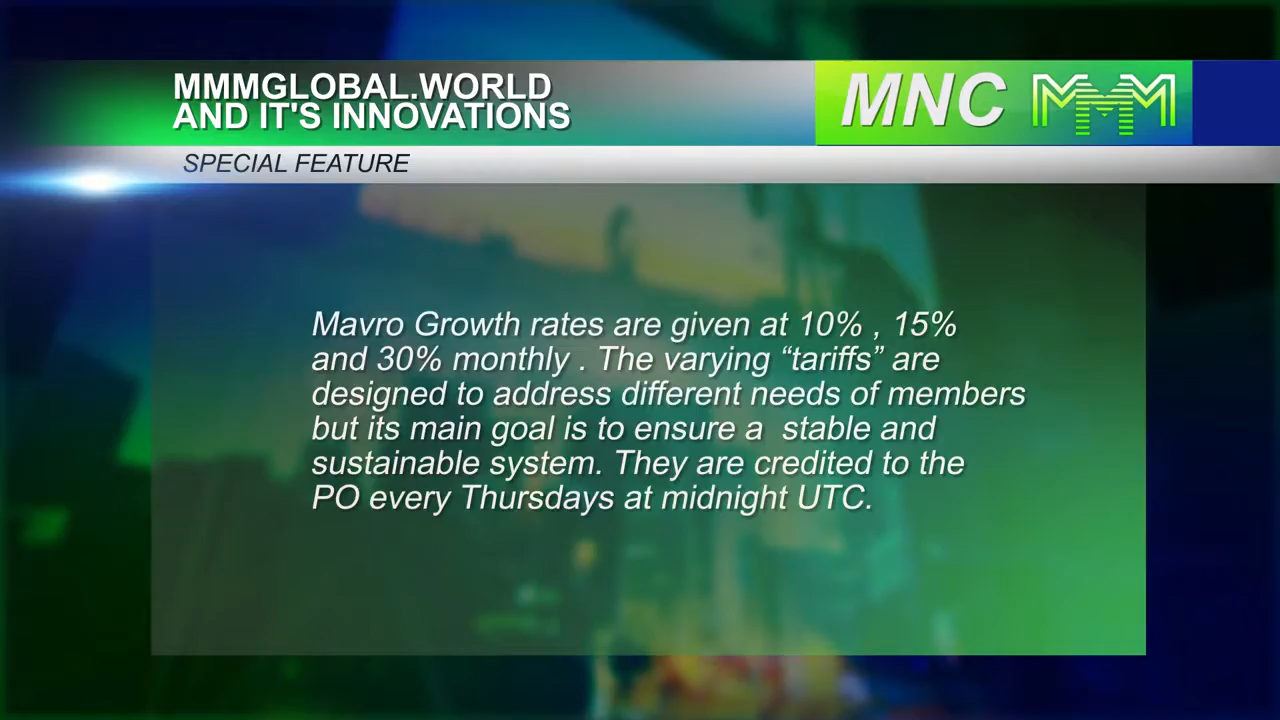 MMMGLOBAL.WORLD
AND IT'S INNOVATIONS
MNC MMM
SPECIAL FEATURE
Mavro Growth rates are given at 10% , 15%
and 30% monthly . The varying “tariffs” are
designed to address different needs of members
but its main goal is to ensure a  stable and
sustainable system. They are credited to the
PO every Thursdays at midnight UTC.